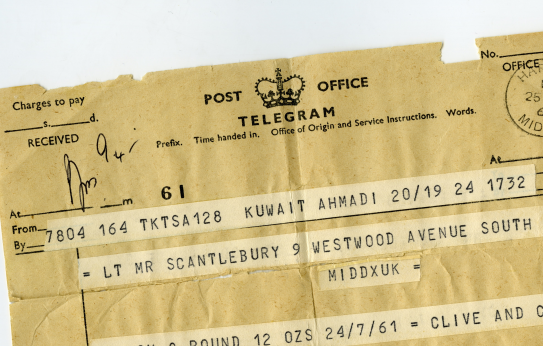 No.
OFFICE
Charges to pay
s. d.
POST OFFICE
TELEGRAM
RECEIVED
Prefix. Time handed in. Office of Origin and Service Instructions. Words.
25
MID
At m
61
At
From
By
7804 164 TKTSA128 KUWAIT AHMADI 20/19 24 1732
= LT MR SCANTLEBURY 9 WESTWOOD AVENUE SOUTH
MIDDXUK =
12 OZS 24/7/61 = CLIVE AND